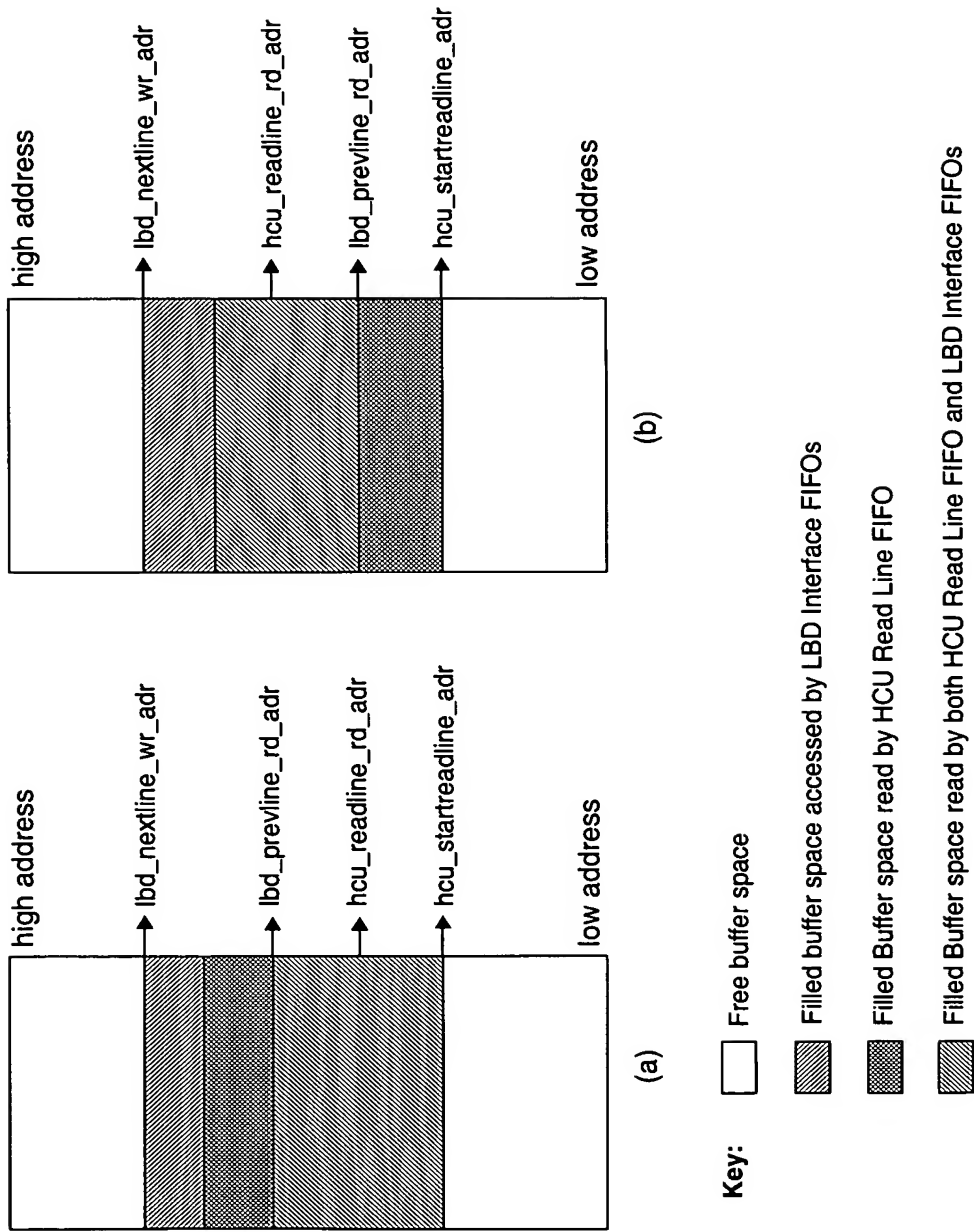 high address
lbd_nextline_wr_adr
lbd_prevline_rd_adr
hcu_readline_rd_adr
hcu_startreadline_adr
low address
(a)
high address
lbd_nextline_wr_adr
hcu_readline_rd_adr
lbd_prevline_rd_adr
hcu_startreadline_adr
low address
(b)
Key:
Free buffer space
Filled buffer space accessed by LBD Interface FIFOs
Filled Buffer space read by HCU Read Line FIFO
Filled Buffer space read by both HCU Read Line FIFO and LBD Interface FIFOs